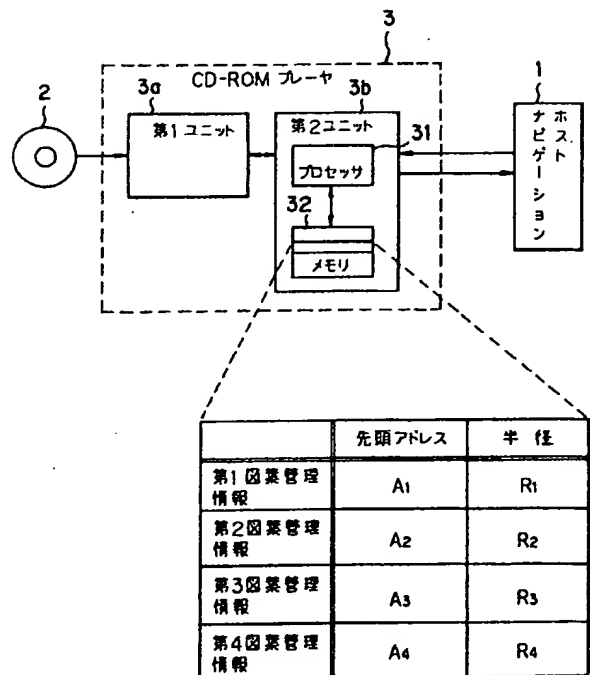 3
CD-ROM プレーヤ
2
3a
第1 ユニット
3b
第2ユニット
31
プロセッサ
32
メモリ
1
ホスト
ナビゲーション
先頭アドレス 半径
第1図葉管理
情報
A1 R1
第2図葉管理
情報
A2 R2
第3図葉管理
情報
A3 R3
第4図葉管理
情報
A4 R4